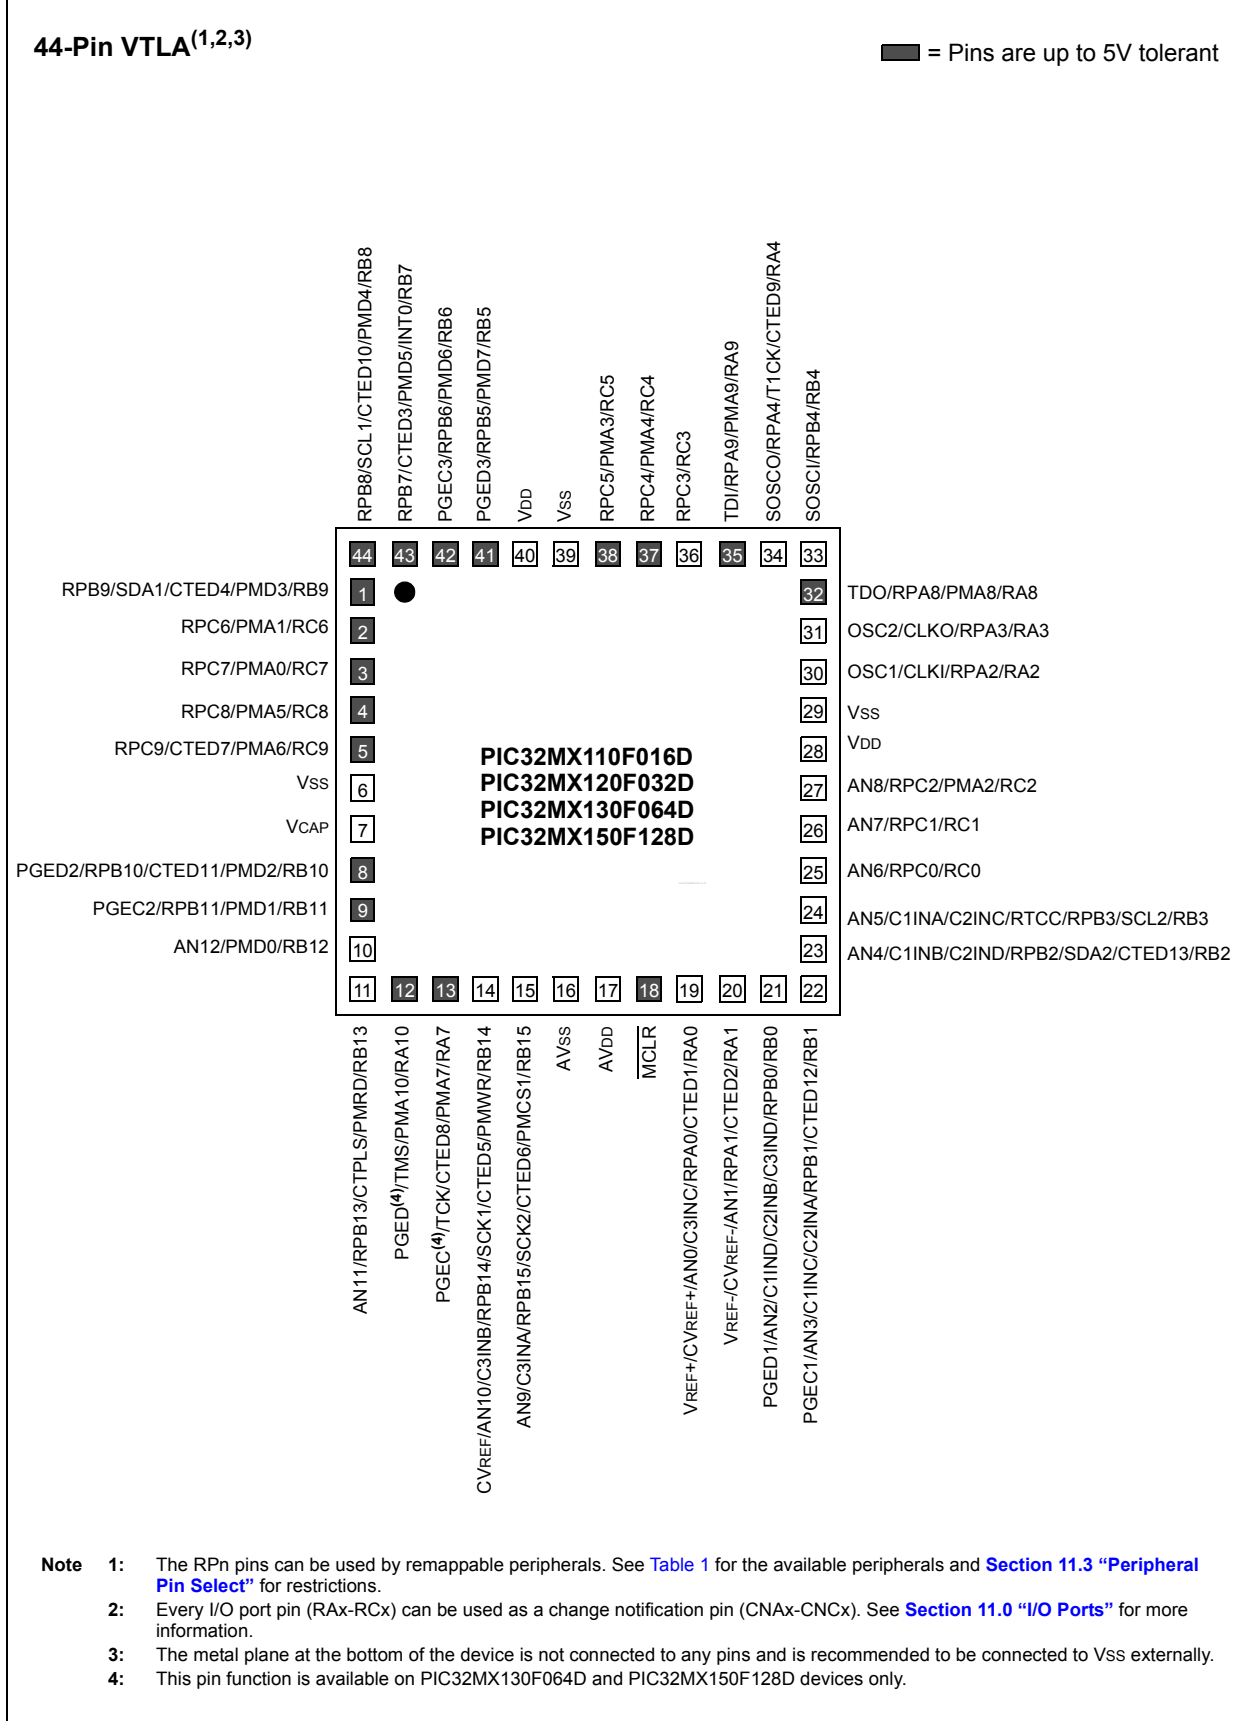 44-Pin VTLA(1,2,3)
= Pins are up to 5V tolerant
RPB8/SCL1/CTED10/PMD4/RB8
RPB7/CTED3/PMD5/INT0/RB7
PGEC3/RPB6/PMD6/RB6
PGED3/RPB5/PMD7/RB5
VDD
VSS
RPC5/PMA3/RC5
RPC4/PMA4/RC4
RPC3/RC3
TDI/RPA9/PMA9/RA9
SOSCO/RPA4/T1CK/CTED9/RA4
SOSCI/RPB4/RB4
44 43 42 41 40 39 38 37 36 35 34 33
RPB9/SDA1/CTED4/PMD3/RB9 1
32 TDO/RPA8/PMA8/RA8
RPC6/PMA1/RC6 2
31 OSC2/CLKO/RPA3/RA3
RPC7/PMA0/RC7 3
30 OSC1/CLKI/RPA2/RA2
RPC8/PMA5/RC8 4
29 VSS
RPC9/CTED7/PMA6/RC9 5
28 VDD
VSS 6
27 AN8/RPC2/PMA2/RC2
VCAP 7
26 AN7/RPC1/RC1
PGED2/RPB10/CTED11/PMD2/RB10 8
25 AN6/RPC0/RC0
PGEC2/RPB11/PMD1/RB11 9
24 AN5/C1INA/C2INC/RTCC/RPB3/SCL2/RB3
AN12/PMD0/RB12 10
23 AN4/C1INB/C2IND/RPB2/SDA2/CTED13/RB2
PIC32MX110F016D
PIC32MX120F032D
PIC32MX130F064D
PIC32MX150F128D
11 12 13 14 15 16 17 18 19 20 21 22
AN11/RPB13/CTPLS/PMRD/RB13
PGED(4)/TMS/PMA10/RA10
PGEC(4)/TCK/CTED8/PMA7/RA7
CVREF/AN10/C3INB/RPB14/SCK1/CTED5/PMWR/RB14
AN9/C3INA/RPB15/SCK2/CTED6/PMCS1/RB15
AVSS
AVDD
MCLR
VREF+/CVREF+/AN0/C3INC/RPA0/CTED1/RA0
VREF-/CVREF-/AN1/RPA1/CTED2/RA1
PGED1/AN2/C1IND/C2INB/C3IND/RPB0/RB0
PGEC1/AN3/C1INC/C2INA/RPB1/CTED12/RB1
Note 1: The RPn pins can be used by remappable peripherals. See Table 1 for the available peripherals and Section 11.3 “Peripheral
Pin Select” for restrictions.
2: Every I/O port pin (RAx-RCx) can be used as a change notification pin (CNAx-CNCx). See Section 11.0 “I/O Ports” for more
information.
3: The metal plane at the bottom of the device is not connected to any pins and is recommended to be connected to VSS externally.
4: This pin function is available on PIC32MX130F064D and PIC32MX150F128D devices only.